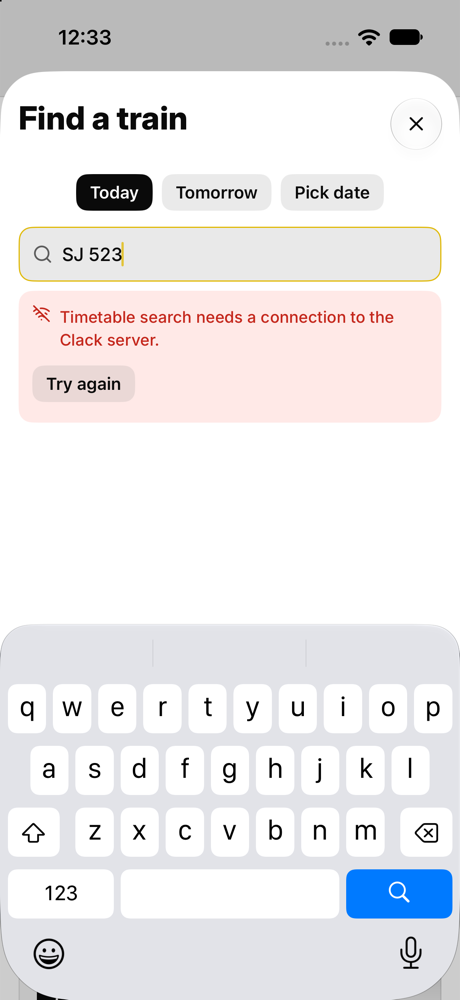 12:33
Find a train
Today Tomorrow Pick date
SJ 523
Timetable search needs a connection to the
Clack server.
Try again
q w e r t y u i o p
a s d f g h j k l
z x c v b n m
123